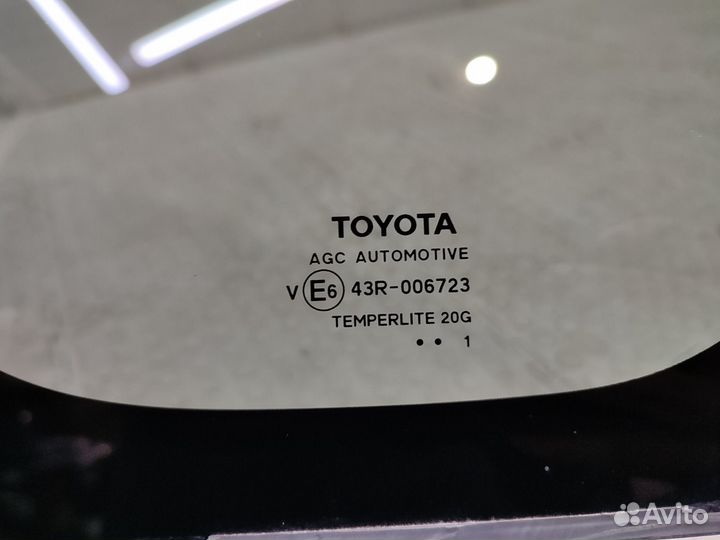 TOYOTA
AGC AUTOMOTIVE
V E6 43R-006723
TEMPERLITE 20G
•• 1
Avito